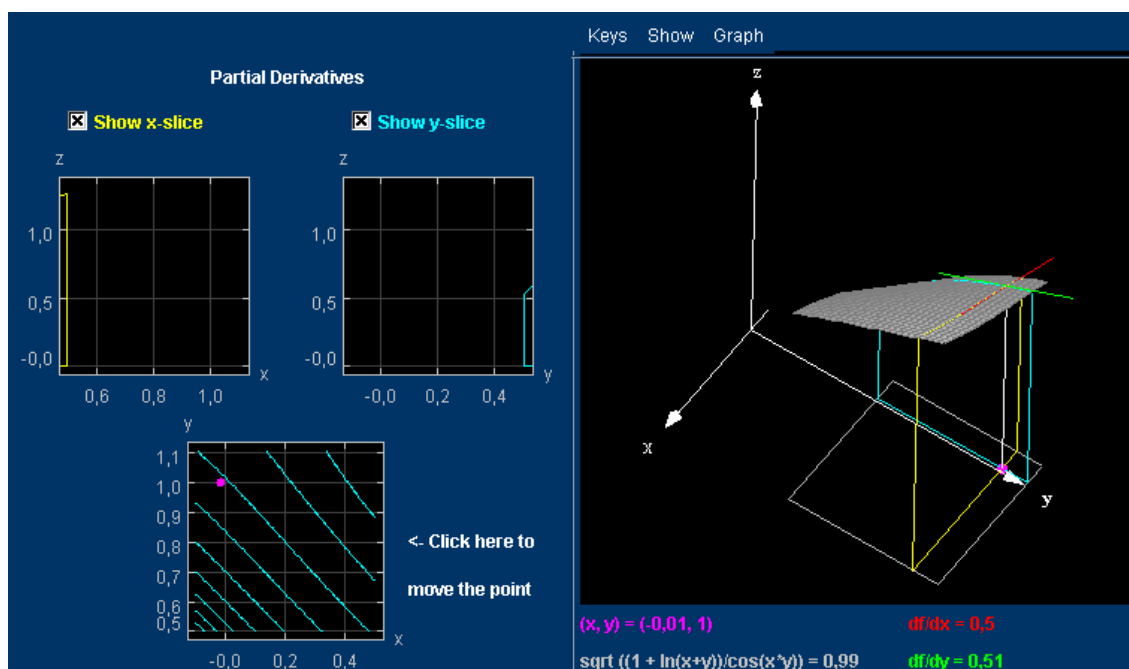 Keys Show Graph
Partial Derivatives
Show x-slice Show y-slice
z z
1,0 1,0
0,5 0,5
-0,0 -0,0
x y
0,6 0,8 1,0 -0,0 0,2 0,4
y
1,1
1,0
0,9
0,8
0,7
0,6
0,5
x
-0,0 0,2 0,4
<- Click here to
move the point
z
x
y
(x, y) = (-0,01, 1) df/dx = 0,5
sqrt ((1 + ln(x+y))/cos(x*y)) = 0,99 df/dy = 0,51